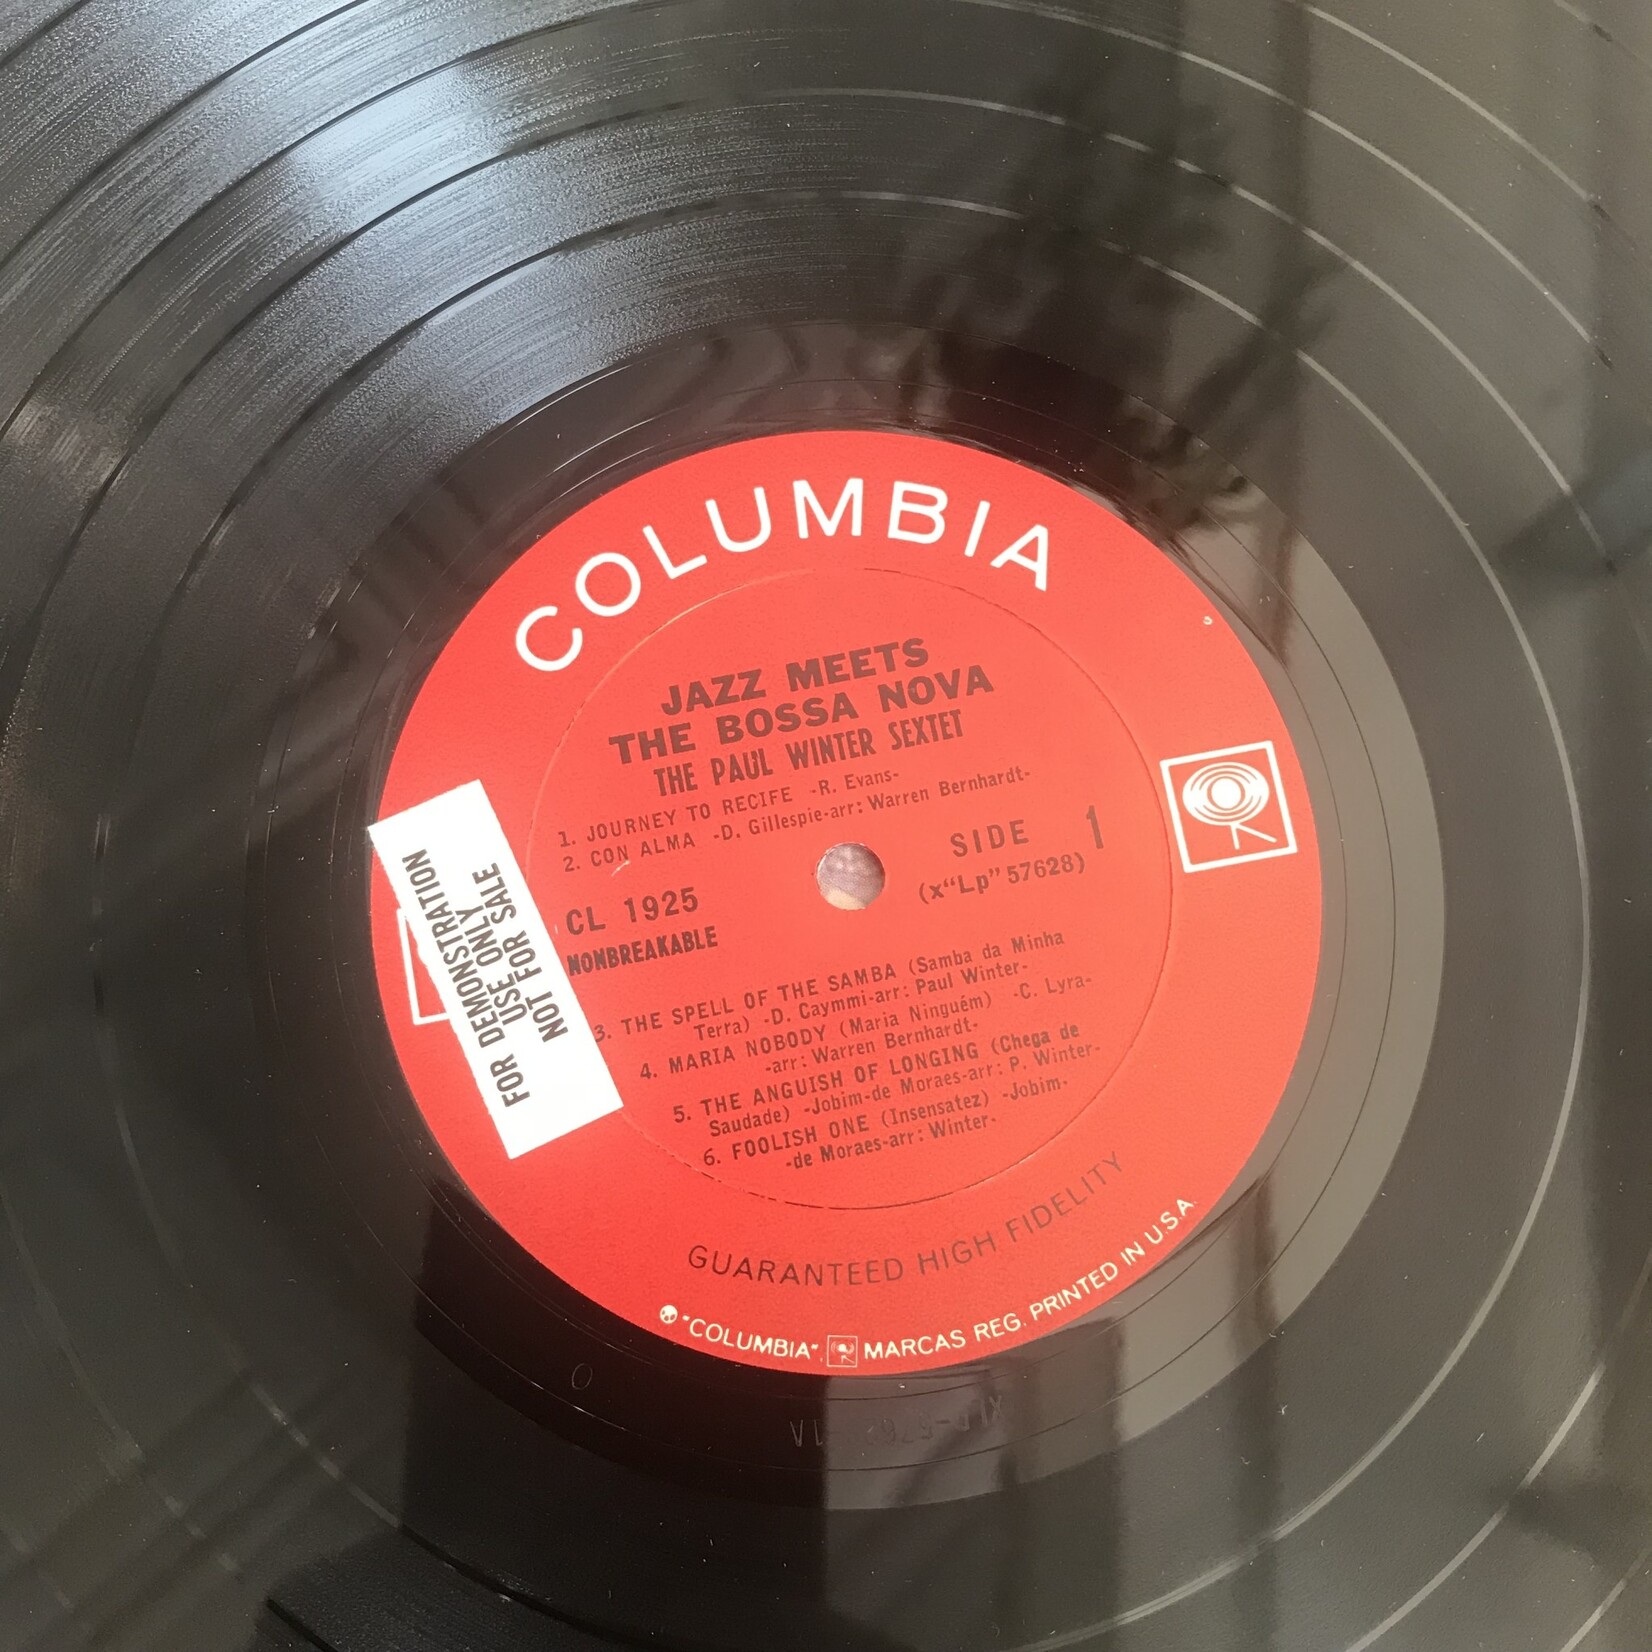 COLUMBIA
JAZZ MEETS
THE BOSSA NOVA
THE PAUL WINTER SEXTET
1. JOURNEY TO RECIFE -R. Evans-
2. CON ALMA -D. Gillespie-arr: Warren Bernhardt-
SIDE 1
(x“Lp” 57628)
CL 1925
NONBREAKABLE
FOR DEMONSTRATION
USE ONLY
NOT FOR SALE
3. THE SPELL OF THE SAMBA (Samba da Minha
Terra) -D. Caymmi-arr: Paul Winter-
4. MARIA NOBODY (Maria Ninguém) -C. Lyra-
-arr: Warren Bernhardt-
5. THE ANGUISH OF LONGING (Chega de
Saudade) -Jobim-de Moraes-arr: P. Winter-
6. FOOLISH ONE (Insensatez) -Jobim-
-de Moraes-arr: Winter-
GUARANTEED HIGH FIDELITY
"COLUMBIA", MARCAS REG. PRINTED IN U.S.A.